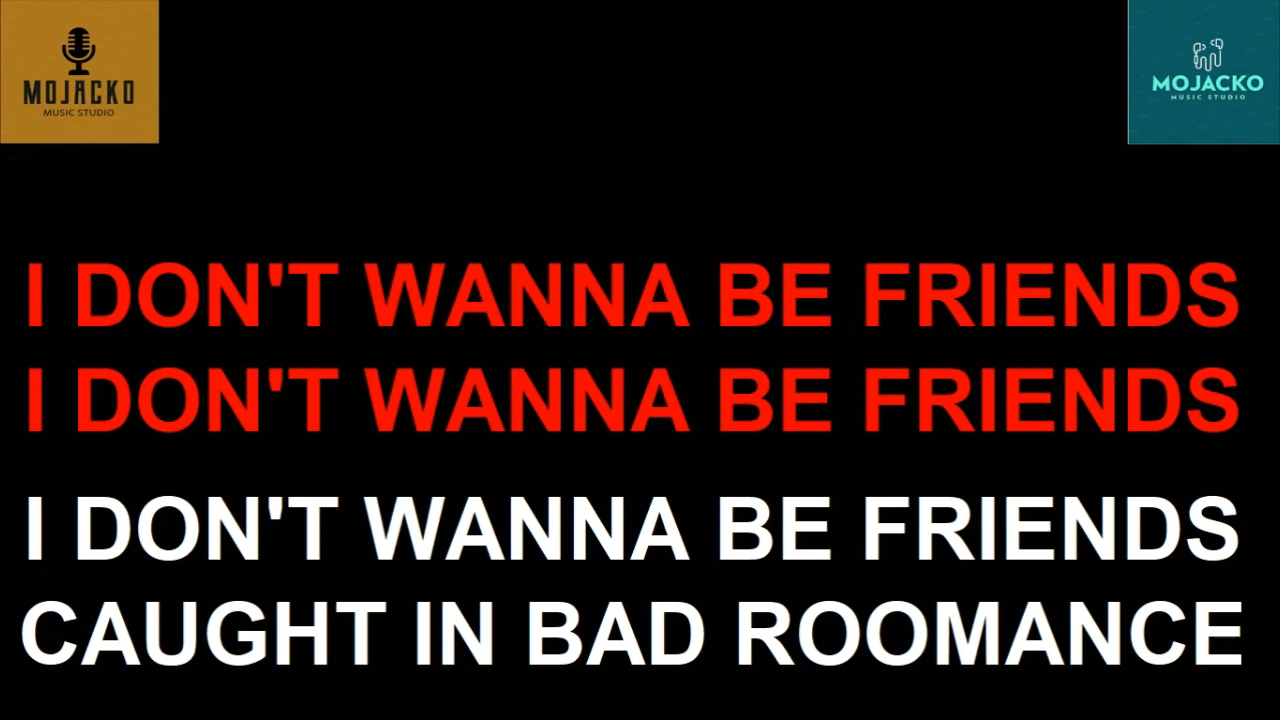 MOJACKO
MUSIC STUDIO
MOJACKO
MUSIC STUDIO
I DON'T WANNA BE FRIENDS
I DON'T WANNA BE FRIENDS
I DON'T WANNA BE FRIENDS
CAUGHT IN BAD ROOMANCE